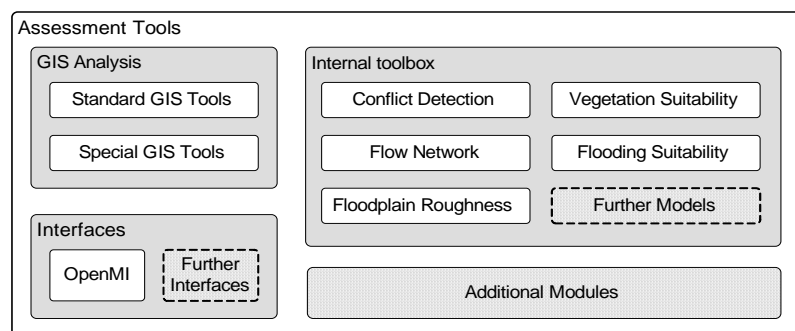 Assessment Tools
GIS Analysis
Standard GIS Tools
Special GIS Tools
Interfaces
OpenMI
Further
Interfaces
Internal toolbox
Conflict Detection
Vegetation Suitability
Flow Network
Flooding Suitability
Floodplain Roughness
Further Models
Additional Modules